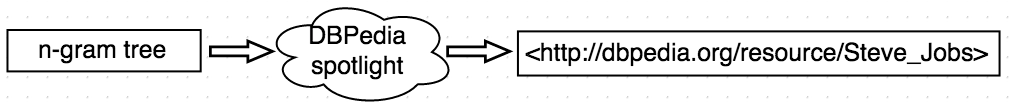 n-gram tree
DBPedia
spotlight
<http://dbpedia.org/resource/Steve_Jobs>